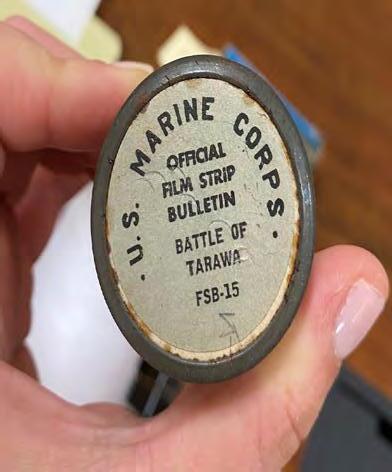 · U.S. MARINE CORPS ·
OFFICIAL
FILM STRIP
BULLETIN
BATTLE OF
TARAWA
FSB-15